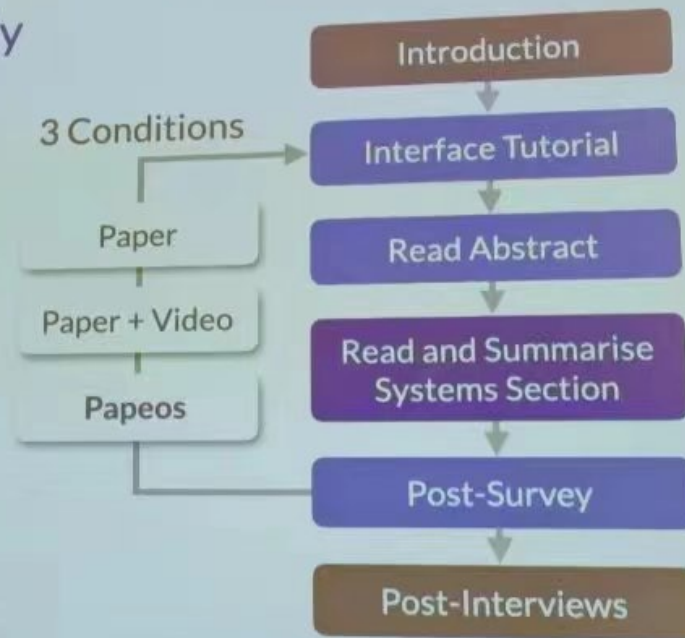 y
Introduction
3 Conditions
Interface Tutorial
Paper
Read Abstract
Paper + Video
Read and Summarise
Systems Section
Papeos
Post-Survey
Post-Interviews